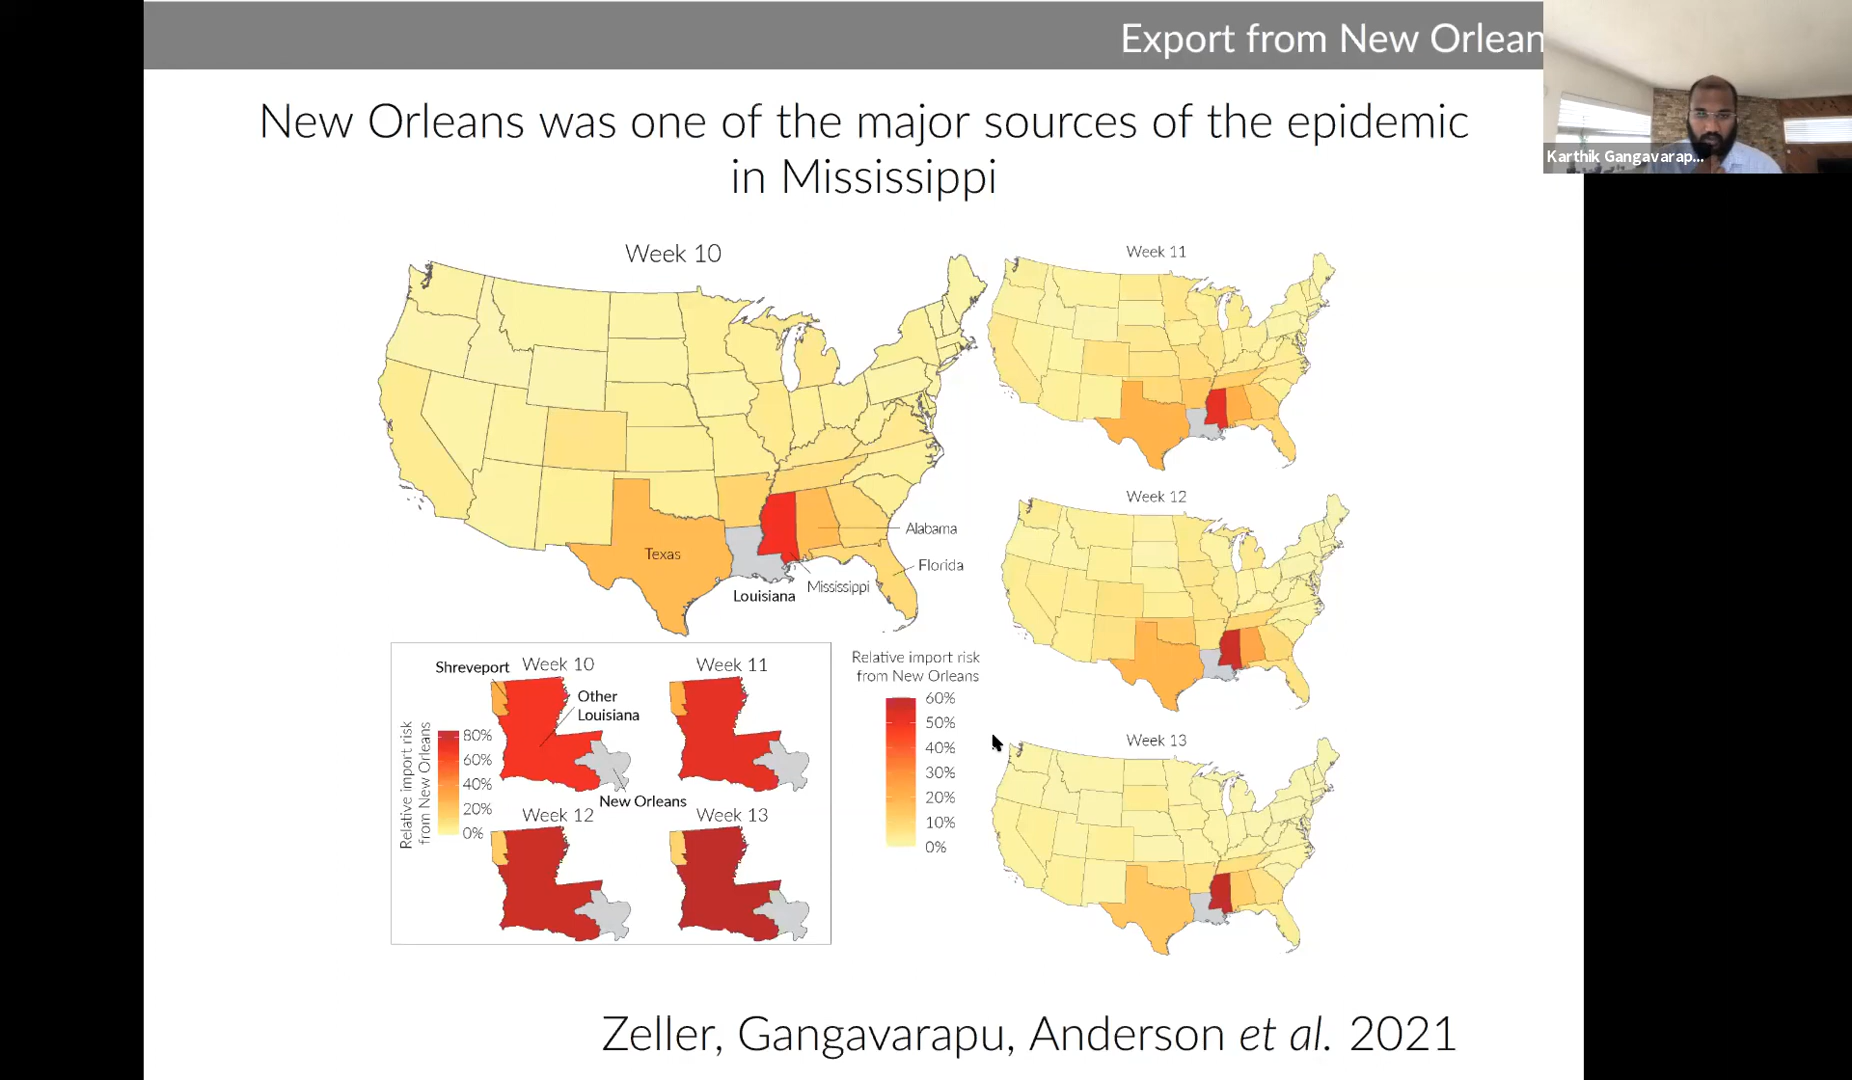 Export from New Orlean
Karthik Gangavarap...
New Orleans was one of the major sources of the epidemic
in Mississippi
Week 10
Texas
Louisiana
Mississippi
Alabama
Florida
Week 11
Week 12
Week 13
Relative import risk
from New Orleans
60%
50%
40%
30%
20%
10%
0%
Relative import risk
from New Orleans
80%
60%
40%
20%
0%
Shreveport
Week 10
Other
Louisiana
New Orleans
Week 11
Week 12
Week 13
Zeller, Gangavarapu, Anderson et al. 2021